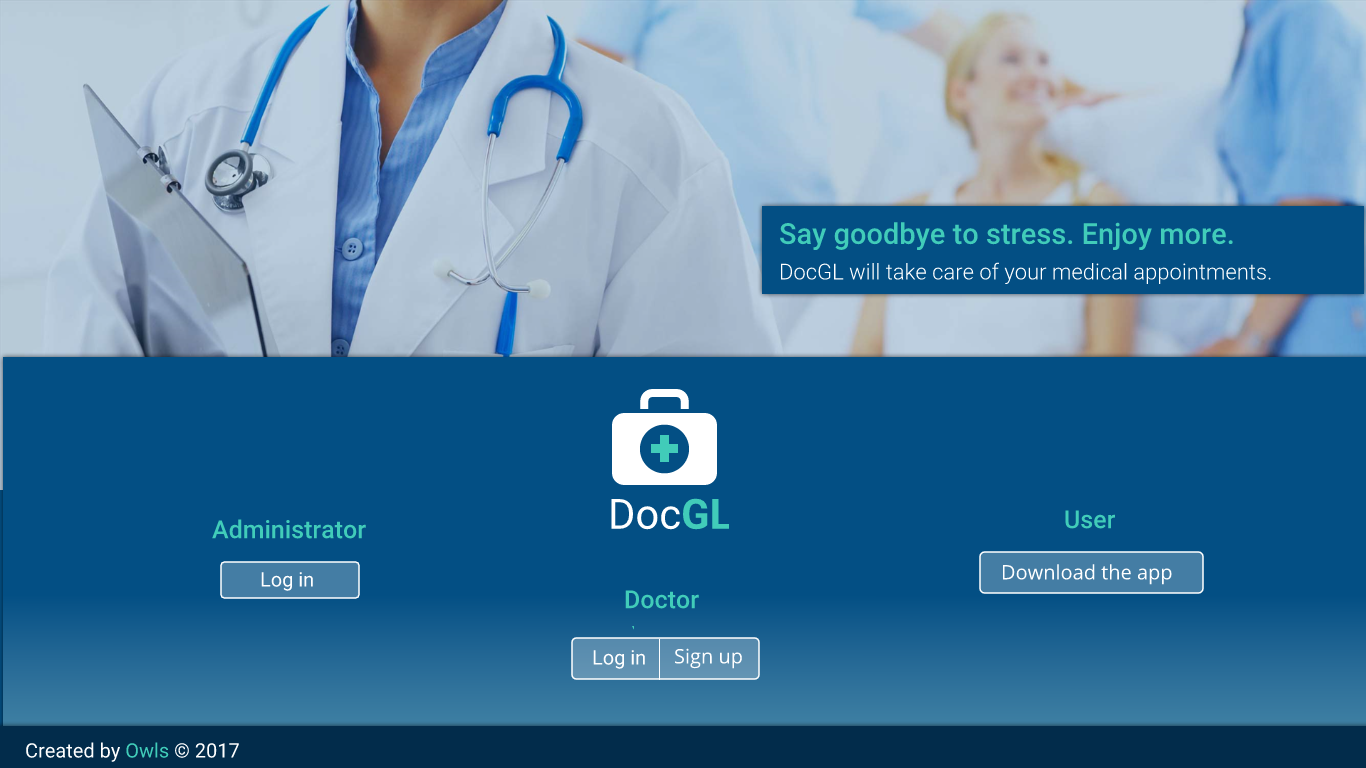 Say goodbye to stress. Enjoy more.
DocGL will take care of your medical appointments.
DocGL
Administrator
Log in
User
Download the app
Doctor
Log in
Sign up
Created by Owls © 2017